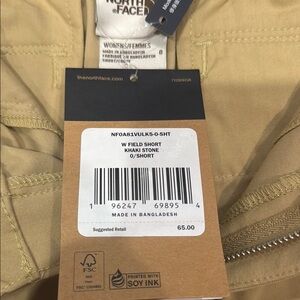 NORTH
FACE
WOMEN'S/FEMMES
MADE IN BANGLADESH
0
thenorthface.com
NF0A81VULK5-0-SHT
W FIELD SHORT
KHAKI STONE
0/SHORT
1 96247 69895 4
MADE IN BANGLADESH
Suggested Retail 65.00
FSC
PRINTED WITH
SOY INK